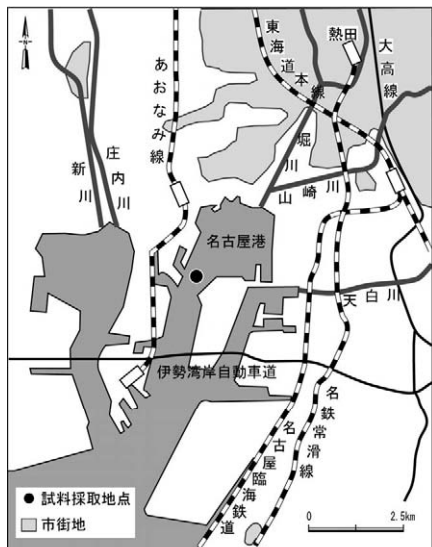 東海道本線
熱田
大高線
あおなみ線
堀川
山崎川
庄内川
新川
名古屋港
天白川
伊勢湾岸自動車道
名鉄常滑線
名古屋臨海鉄道
試料採取地点
市街地
0 2.5km